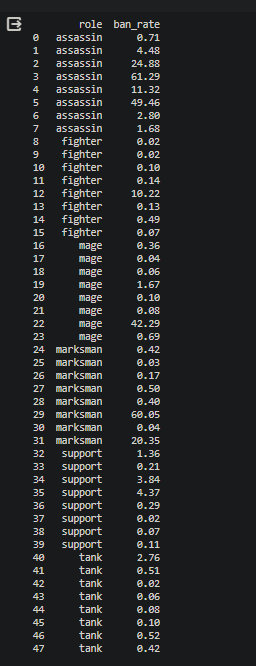 role ban_rate
0 assassin 0.71
1 assassin 4.48
2 assassin 24.88
3 assassin 61.29
4 assassin 11.32
5 assassin 49.46
6 assassin 2.80
7 assassin 1.68
8 fighter 0.02
9 fighter 0.02
10 fighter 0.10
11 fighter 0.14
12 fighter 10.22
13 fighter 0.13
14 fighter 0.49
15 fighter 0.07
16 mage 0.36
17 mage 0.04
18 mage 0.06
19 mage 1.67
20 mage 0.10
21 mage 0.08
22 mage 42.29
23 mage 0.69
24 marksman 0.42
25 marksman 0.03
26 marksman 0.17
27 marksman 0.50
28 marksman 0.40
29 marksman 60.05
30 marksman 0.04
31 marksman 20.35
32 support 1.36
33 support 0.21
34 support 3.84
35 support 4.37
36 support 0.29
37 support 0.02
38 support 0.07
39 support 0.11
40 tank 2.76
41 tank 0.51
42 tank 0.02
43 tank 0.06
44 tank 0.08
45 tank 0.10
46 tank 0.52
47 tank 0.42